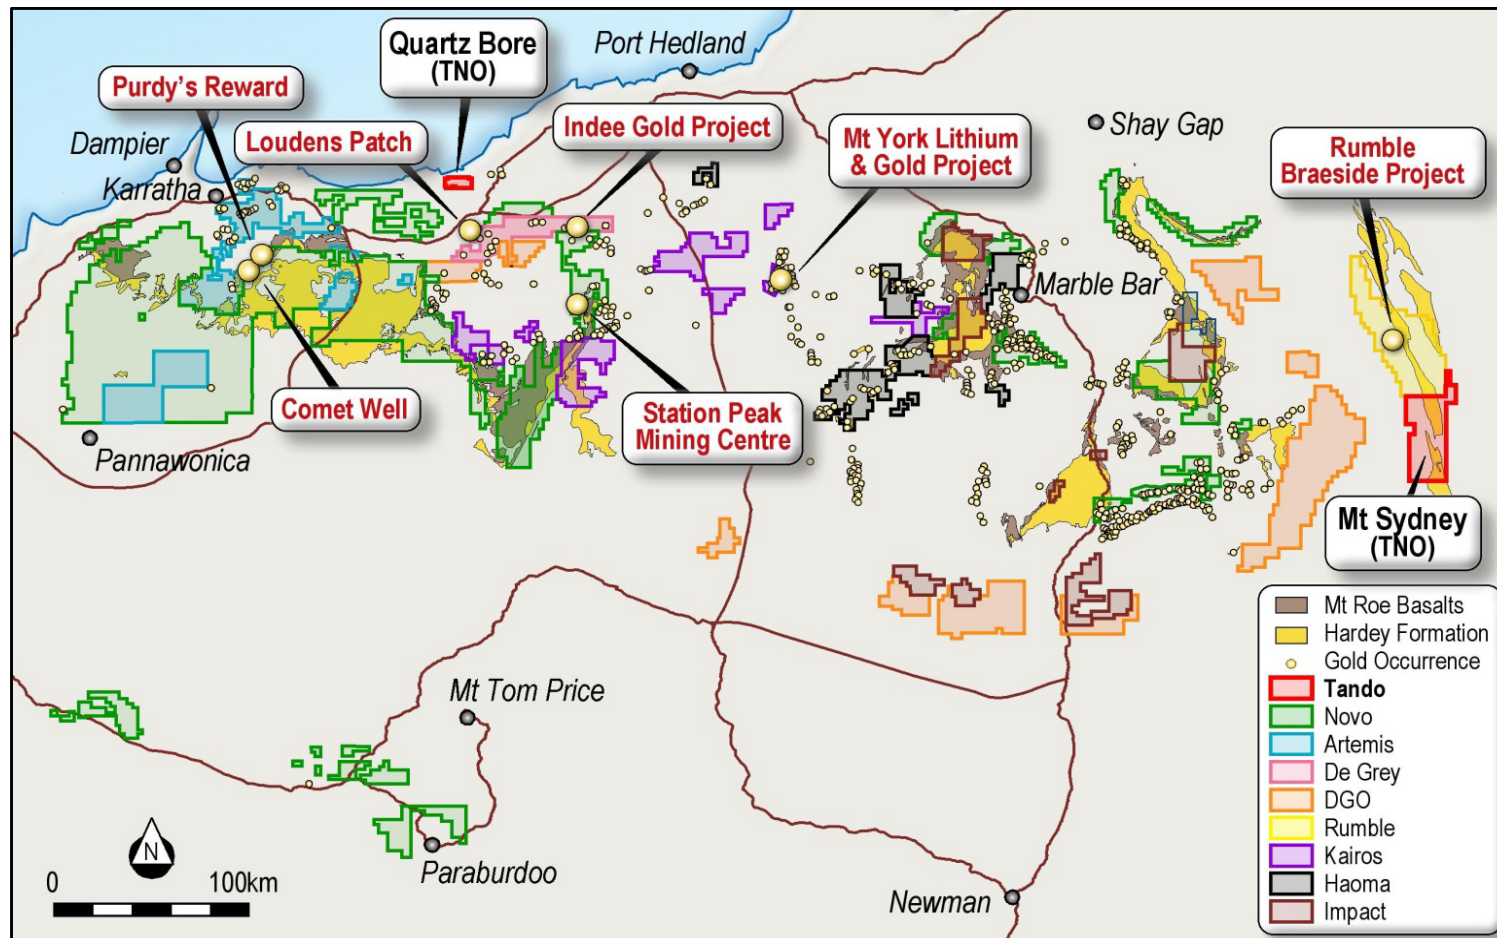 Quartz Bore
(TNO)
Port Hedland
Purdy's Reward
Loudens Patch
Indee Gold Project
Mt York Lithium
& Gold Project
Shay Gap
Rumble
Braeside Project
Dampier
Karratha
Marble Bar
Comet Well
Station Peak
Mining Centre
Pannawonica
Mt Sydney
(TNO)
Mt Tom Price
Paraburdoo
Newman
N
0 100km
Mt Roe Basalts
Hardey Formation
Gold Occurrence
Tando
Novo
Artemis
De Grey
DGO
Rumble
Kairos
Haoma
Impact